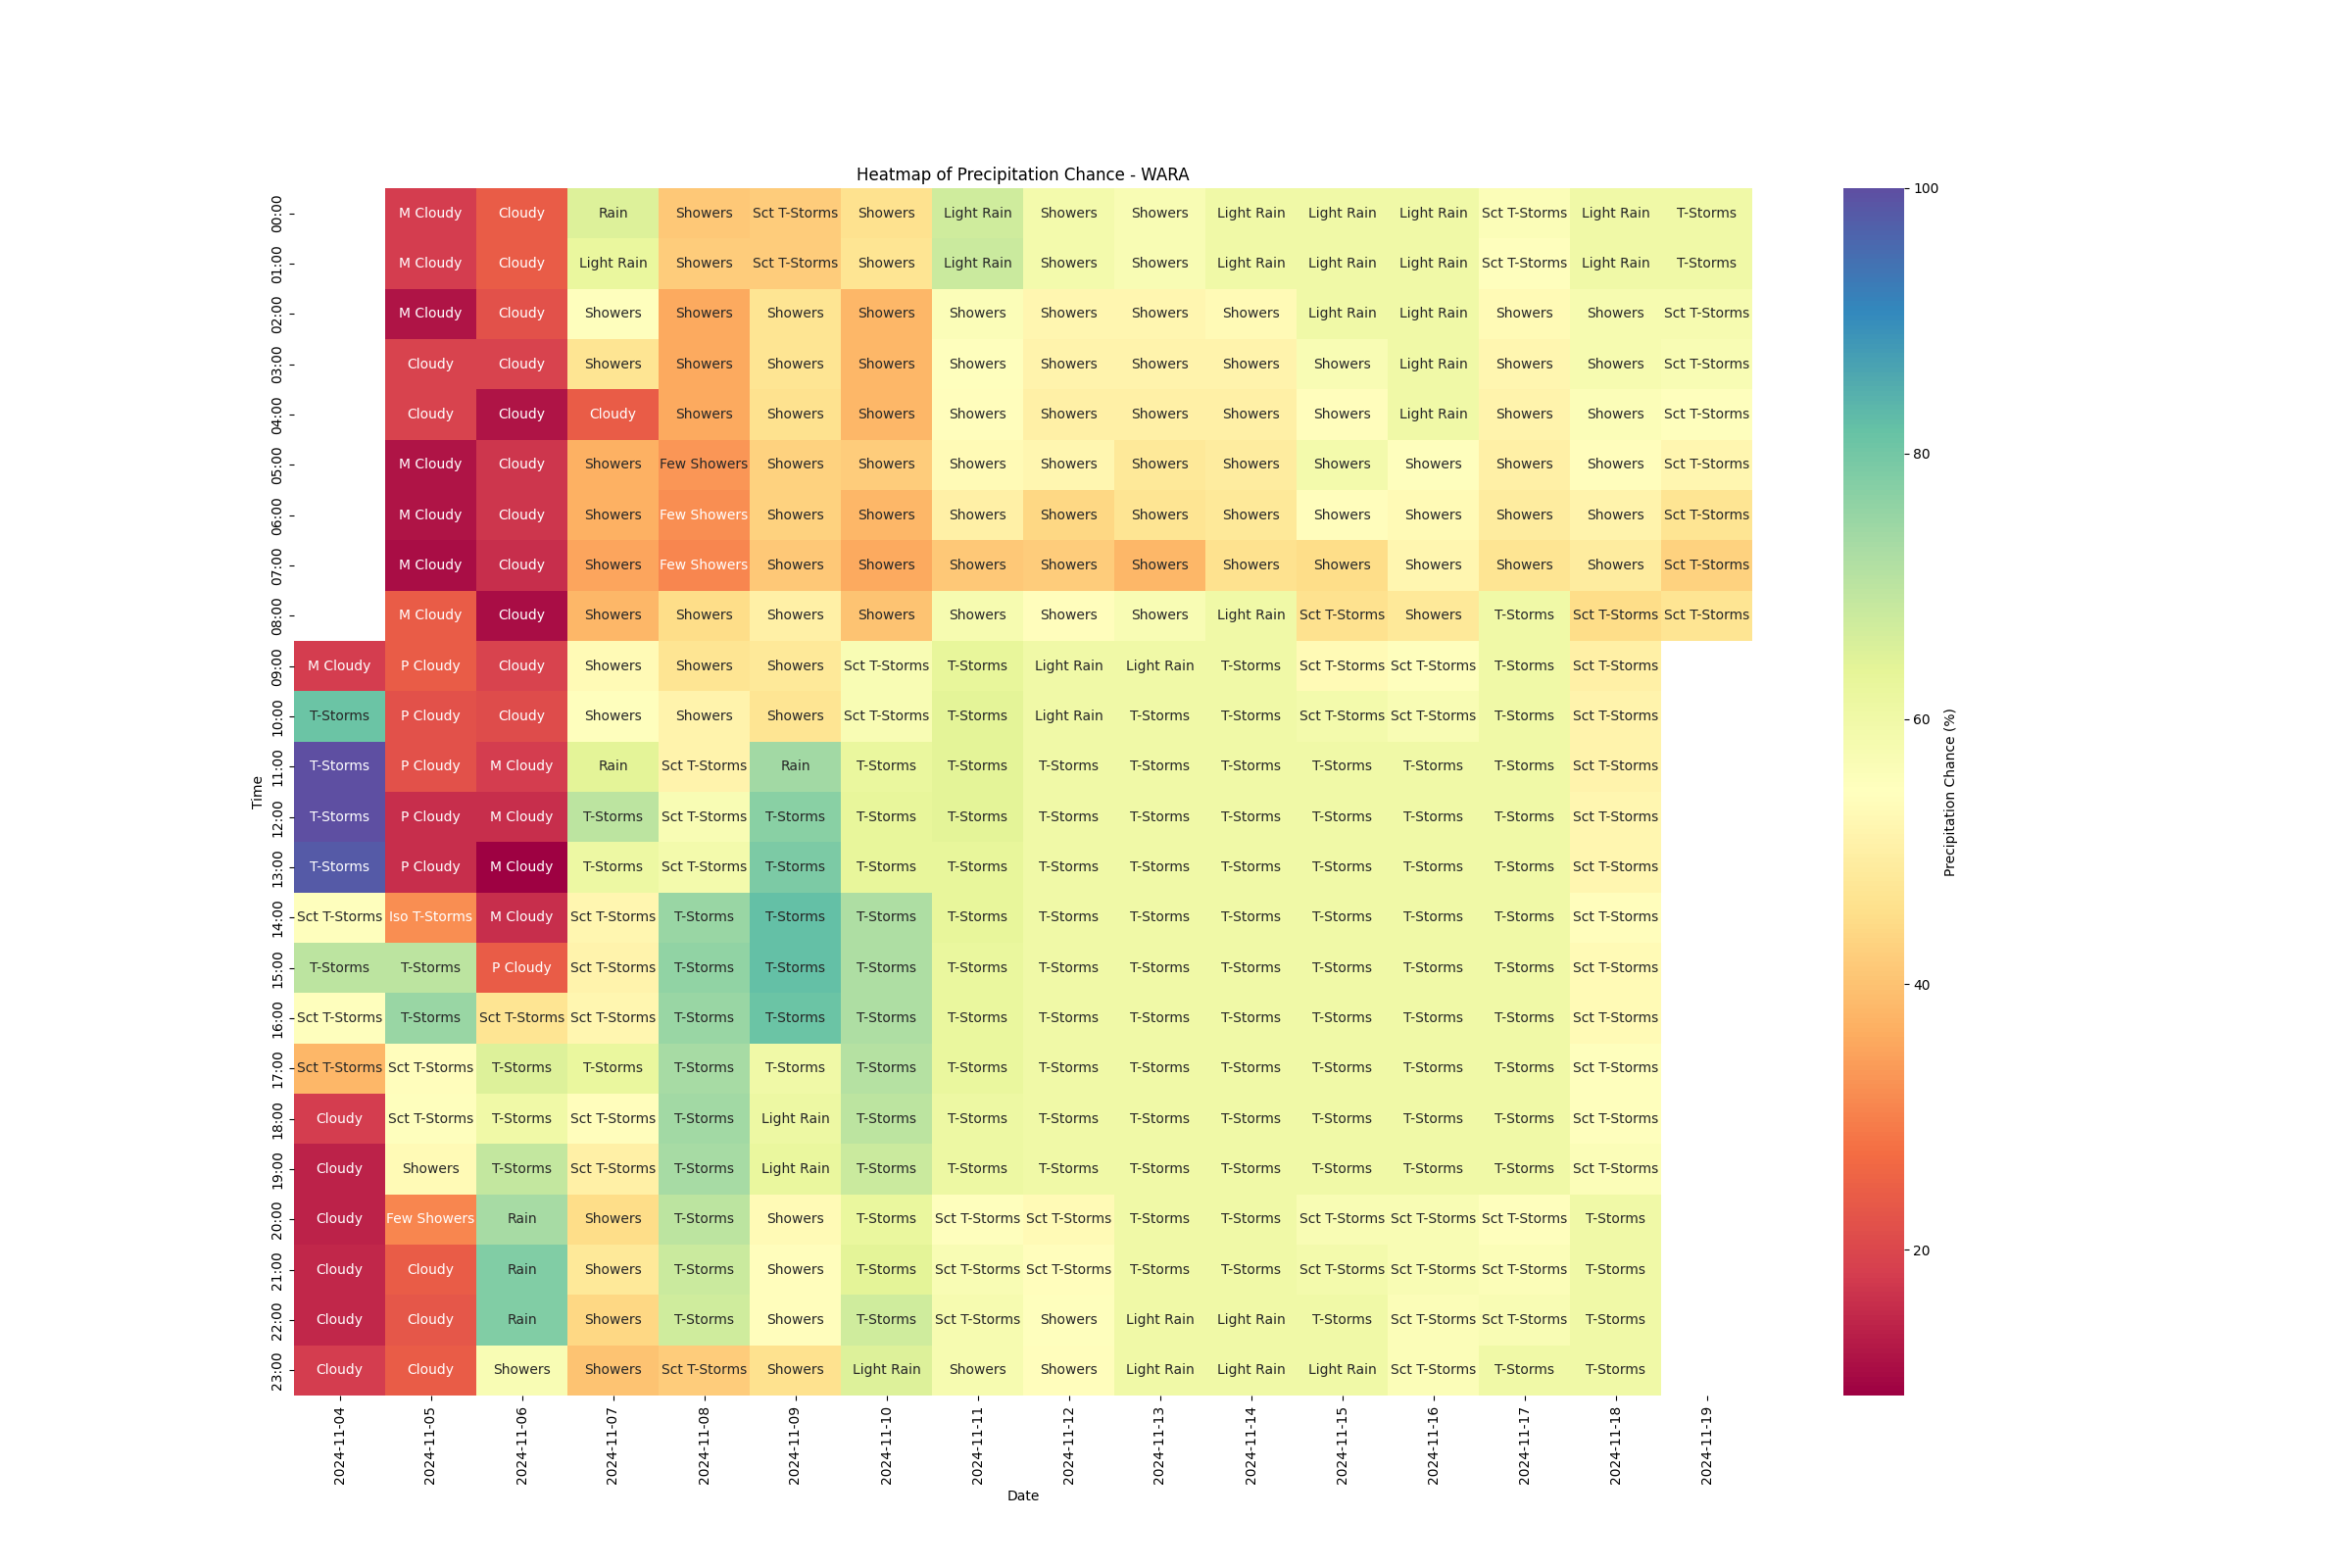 Heatmap of Precipitation Chance - WARA
00:00 M Cloudy Cloudy Rain Showers Sct T-Storms Showers Light Rain Showers Showers Light Rain Light Rain Light Rain Sct T-Storms Light Rain T-Storms
01:00 M Cloudy Cloudy Light Rain Showers Sct T-Storms Showers Light Rain Showers Showers Light Rain Light Rain Light Rain Sct T-Storms Light Rain T-Storms
02:00 M Cloudy Cloudy Showers Showers Showers Showers Showers Showers Showers Showers Light Rain Light Rain Showers Showers Sct T-Storms
03:00 Cloudy Cloudy Showers Showers Showers Showers Showers Showers Showers Showers Showers Light Rain Showers Showers Sct T-Storms
04:00 Cloudy Cloudy Cloudy Showers Showers Showers Showers Showers Showers Showers Showers Light Rain Showers Showers Sct T-Storms
05:00 M Cloudy Cloudy Showers Few Showers Showers Showers Showers Showers Showers Showers Showers Showers Showers Showers Sct T-Storms
06:00 M Cloudy Cloudy Showers Few Showers Showers Showers Showers Showers Showers Showers Showers Showers Showers Showers Sct T-Storms
07:00 M Cloudy Cloudy Showers Few Showers Showers Showers Showers Showers Showers Showers Showers Showers Showers Showers Sct T-Storms
08:00 M Cloudy Cloudy Showers Showers Showers Showers Showers Showers Showers Light Rain Sct T-Storms Showers T-Storms Sct T-Storms Sct T-Storms
09:00 M Cloudy P Cloudy Cloudy Showers Showers Showers Sct T-Storms T-Storms Light Rain Light Rain T-Storms Sct T-Storms Sct T-Storms T-Storms Sct T-Storms
10:00 T-Storms P Cloudy Cloudy Showers Showers Showers Sct T-Storms T-Storms Light Rain T-Storms T-Storms Sct T-Storms Sct T-Storms T-Storms Sct T-Storms
11:00 T-Storms P Cloudy M Cloudy Rain Sct T-Storms Rain T-Storms T-Storms T-Storms T-Storms T-Storms T-Storms T-Storms T-Storms Sct T-Storms
12:00 T-Storms P Cloudy M Cloudy T-Storms Sct T-Storms T-Storms T-Storms T-Storms T-Storms T-Storms T-Storms T-Storms T-Storms T-Storms Sct T-Storms
13:00 T-Storms P Cloudy M Cloudy T-Storms Sct T-Storms T-Storms T-Storms T-Storms T-Storms T-Storms T-Storms T-Storms T-Storms T-Storms Sct T-Storms
14:00 Sct T-Storms Iso T-Storms M Cloudy Sct T-Storms T-Storms T-Storms T-Storms T-Storms T-Storms T-Storms T-Storms T-Storms T-Storms T-Storms Sct T-Storms
15:00 T-Storms T-Storms P Cloudy Sct T-Storms T-Storms T-Storms T-Storms T-Storms T-Storms T-Storms T-Storms T-Storms T-Storms T-Storms Sct T-Storms
16:00 Sct T-Storms T-Storms Sct T-Storms Sct T-Storms T-Storms T-Storms T-Storms T-Storms T-Storms T-Storms T-Storms T-Storms T-Storms T-Storms Sct T-Storms
17:00 Sct T-Storms Sct T-Storms T-Storms T-Storms T-Storms T-Storms T-Storms T-Storms T-Storms T-Storms T-Storms T-Storms T-Storms T-Storms Sct T-Storms
18:00 Cloudy Sct T-Storms T-Storms Sct T-Storms T-Storms Light Rain T-Storms T-Storms T-Storms T-Storms T-Storms T-Storms T-Storms T-Storms Sct T-Storms
19:00 Cloudy Showers T-Storms Sct T-Storms T-Storms Light Rain T-Storms T-Storms T-Storms T-Storms T-Storms T-Storms T-Storms T-Storms Sct T-Storms
20:00 Cloudy Few Showers Rain Showers T-Storms Showers T-Storms Sct T-Storms Sct T-Storms T-Storms T-Storms Sct T-Storms Sct T-Storms Sct T-Storms T-Storms
21:00 Cloudy Cloudy Rain Showers T-Storms Showers T-Storms Sct T-Storms Sct T-Storms T-Storms T-Storms Sct T-Storms Sct T-Storms Sct T-Storms T-Storms
22:00 Cloudy Cloudy Rain Showers T-Storms Showers T-Storms Sct T-Storms Showers Light Rain Light Rain T-Storms Sct T-Storms Sct T-Storms T-Storms
23:00 Cloudy Cloudy Showers Showers Sct T-Storms Showers Light Rain Showers Showers Light Rain Light Rain Light Rain Sct T-Storms T-Storms T-Storms
Time
2024-11-04 2024-11-05 2024-11-06 2024-11-07 2024-11-08 2024-11-09 2024-11-10 2024-11-11 2024-11-12 2024-11-13 2024-11-14 2024-11-15 2024-11-16 2024-11-17 2024-11-18 2024-11-19
Date
100
80
60
40
20
Precipitation Chance (%)